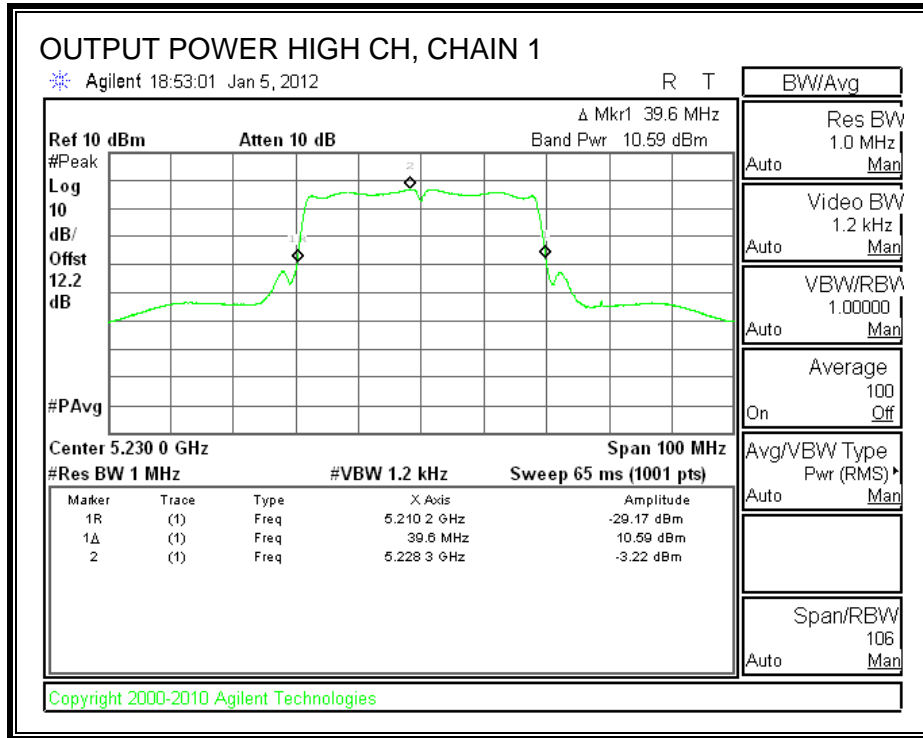 OUTPUT POWER HIGH CH, CHAIN 1
Agilent 18:53:01 Jan 5, 2012 R T
Δ Mkr1 39.6 MHz
Ref 10 dBm Atten 10 dB Band Pwr 10.59 dBm
#Peak
Log
10
dB/
Offst
12.2
dB
#PAvg
2
Center 5.230 0 GHz Span 100 MHz
#Res BW 1 MHz #VBW 1.2 kHz Sweep 65 ms (1001 pts)
Marker Trace Type X Axis Amplitude
1R (1) Freq 5.210 2 GHz -29.17 dBm
1Δ (1) Freq 39.6 MHz 10.59 dBm
2 (1) Freq 5.228 3 GHz -3.22 dBm
BW/Avg
Res BW
1.0 MHz
Auto Man
Video BW
1.2 kHz
Auto Man
VBW/RBW
1.00000
Auto Man
Average
100
On Off
Avg/VBW Type
Pwr (RMS)
Auto Man
Span/RBW
106
Auto Man
Copyright 2000-2010 Agilent Technologies